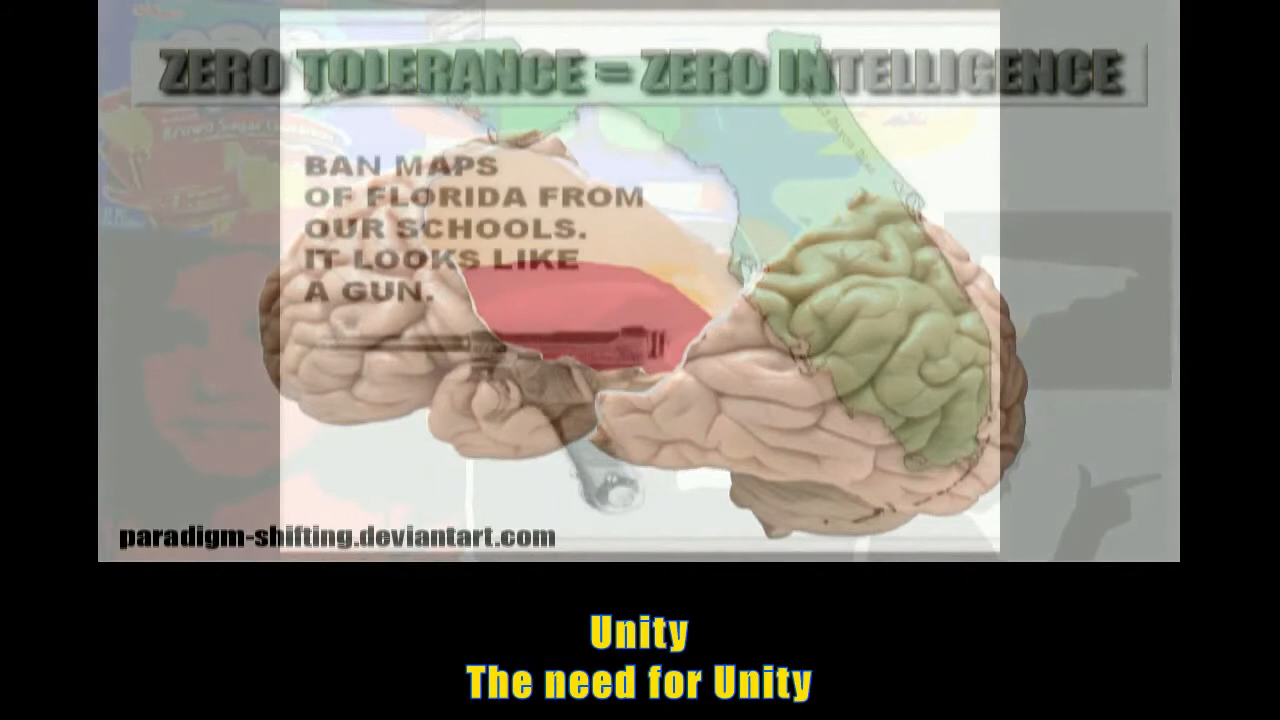 ZERO TOLERANCE = ZERO INTELLIGENCE
BAN MAPS
OF FLORIDA FROM
OUR SCHOOLS.
IT LOOKS LIKE
A GUN.
paradigm-shifting.deviantart.com
Unity
The need for Unity